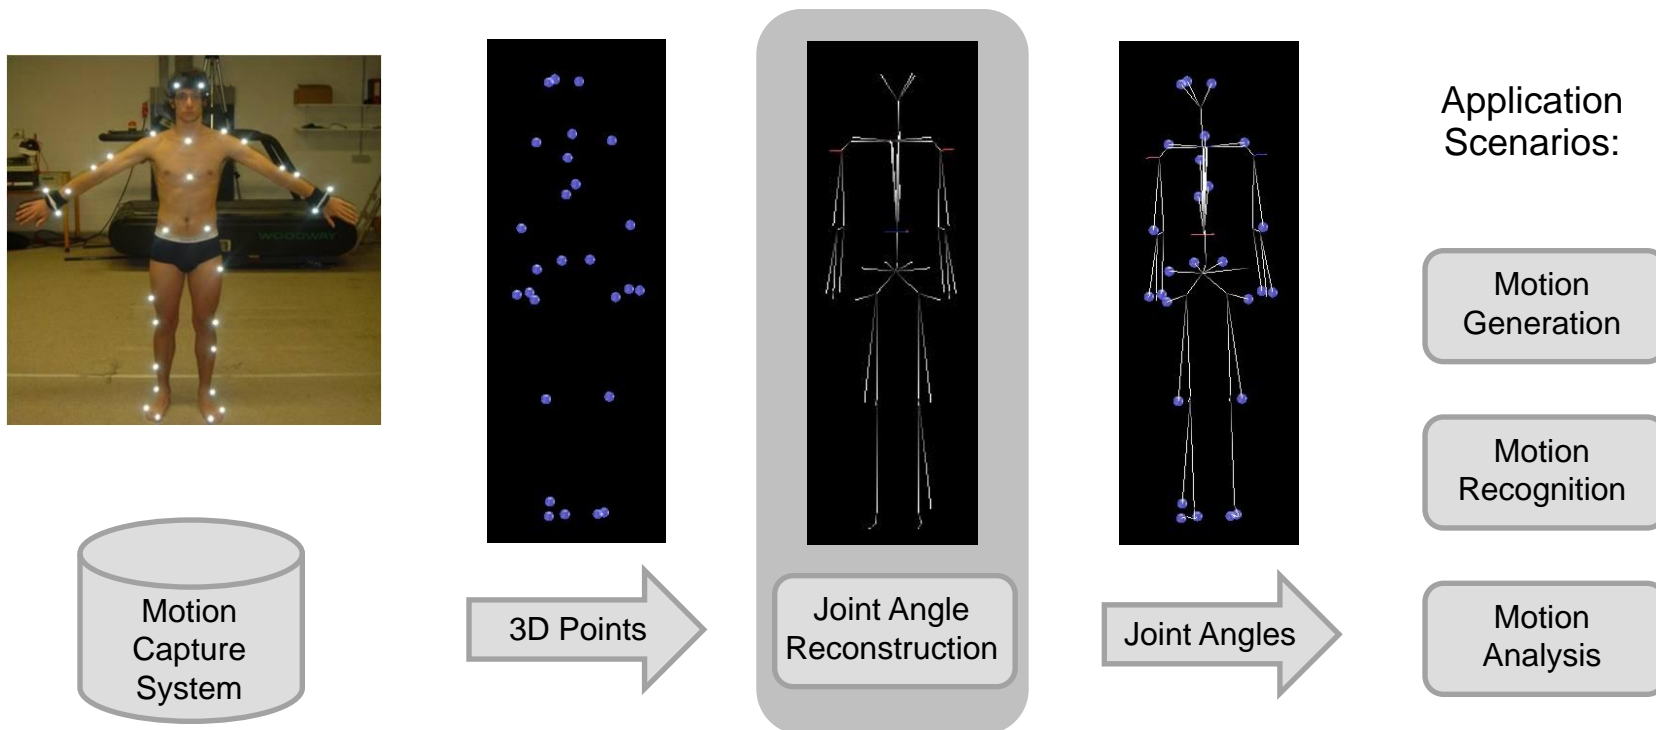 Application
Scenarios:
WOODWAY
Motion
Capture
System
3D Points
Joint Angle
Reconstruction
Joint Angles
Motion
Generation
Motion
Recognition
Motion
Analysis